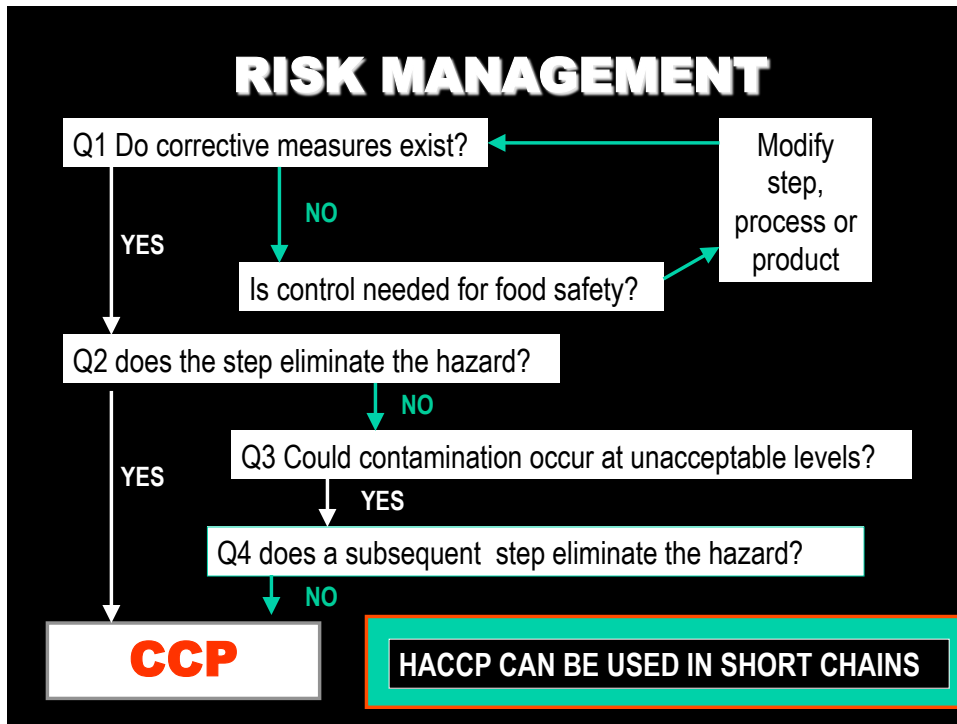 RISK MANAGEMENT
Q1 Do corrective measures exist?
Modify
step,
process or
product
NO
YES
Is control needed for food safety?
Q2 does the step eliminate the hazard?
NO
Q3 Could contamination occur at unacceptable levels?
YES
YES
Q4 does a subsequent step eliminate the hazard?
NO
CCP
HACCP CAN BE USED IN SHORT CHAINS